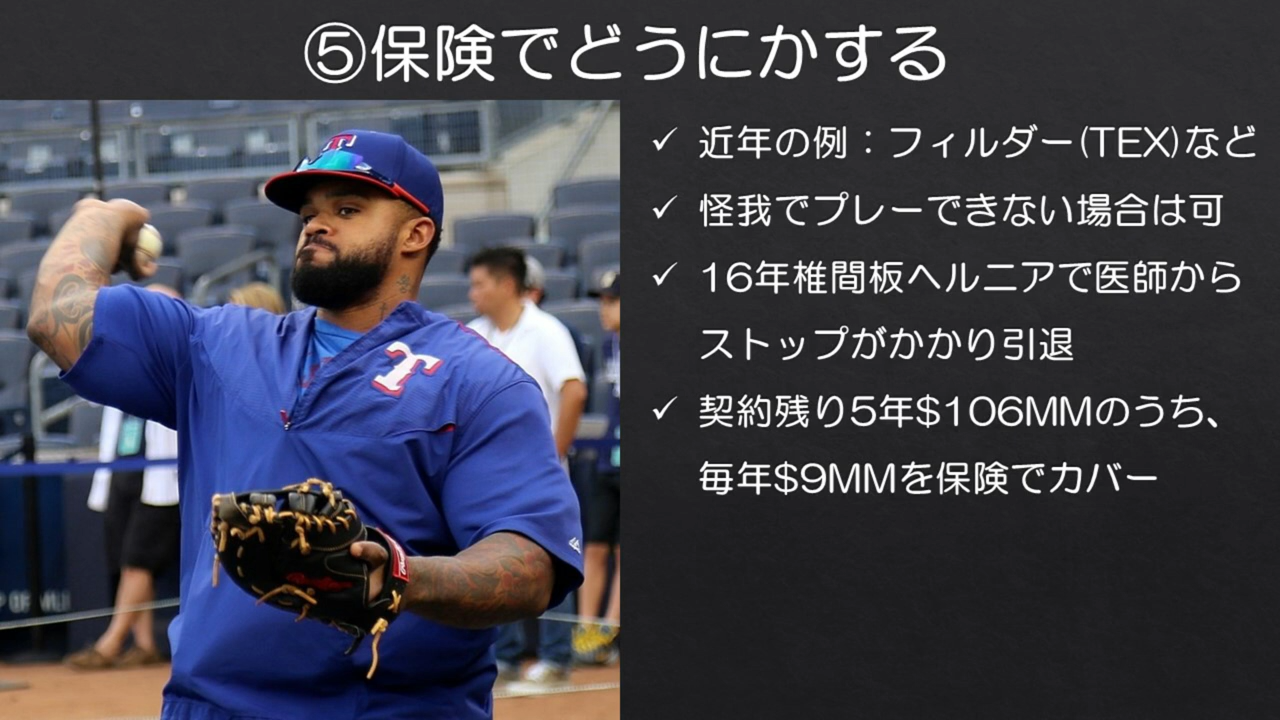 ⑤保険でどうにかする
近年の例：フィルダー(TEX)など
怪我でプレーできない場合は可
16年椎間板ヘルニアで医師から
ストップがかかり引退
契約残り5年$106MMのうち、
毎年$9MMを保険でカバー
T
T